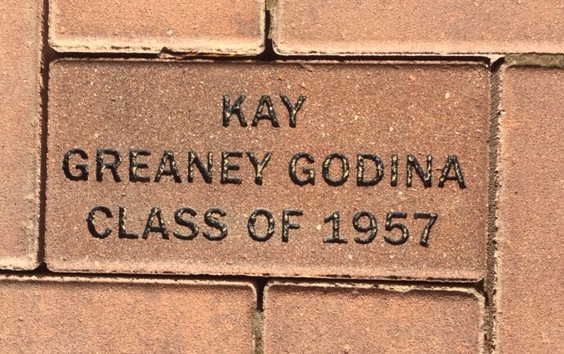 KAY
GREANEY GODINA
CLASS OF 1957